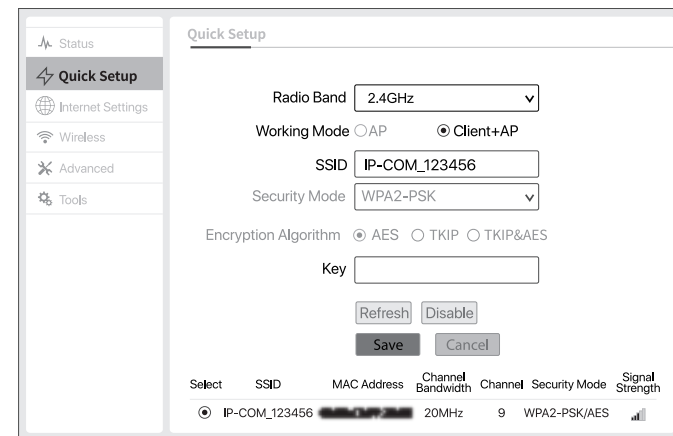 Status
Quick Setup
Internet Settings
Wireless
Advanced
Tools
Quick Setup
Radio Band 2.4GHz
Working Mode AP Client+AP
SSID IP-COM_123456
Security Mode WPA2-PSK
Encryption Algorithm AES TKIP TKIP&AES
Key
Refresh Disable
Save Cancel
Select SSID MAC Address Channel Bandwidth Channel Security Mode Signal Strength
IP-COM_123456 20MHz 9 WPA2-PSK/AES